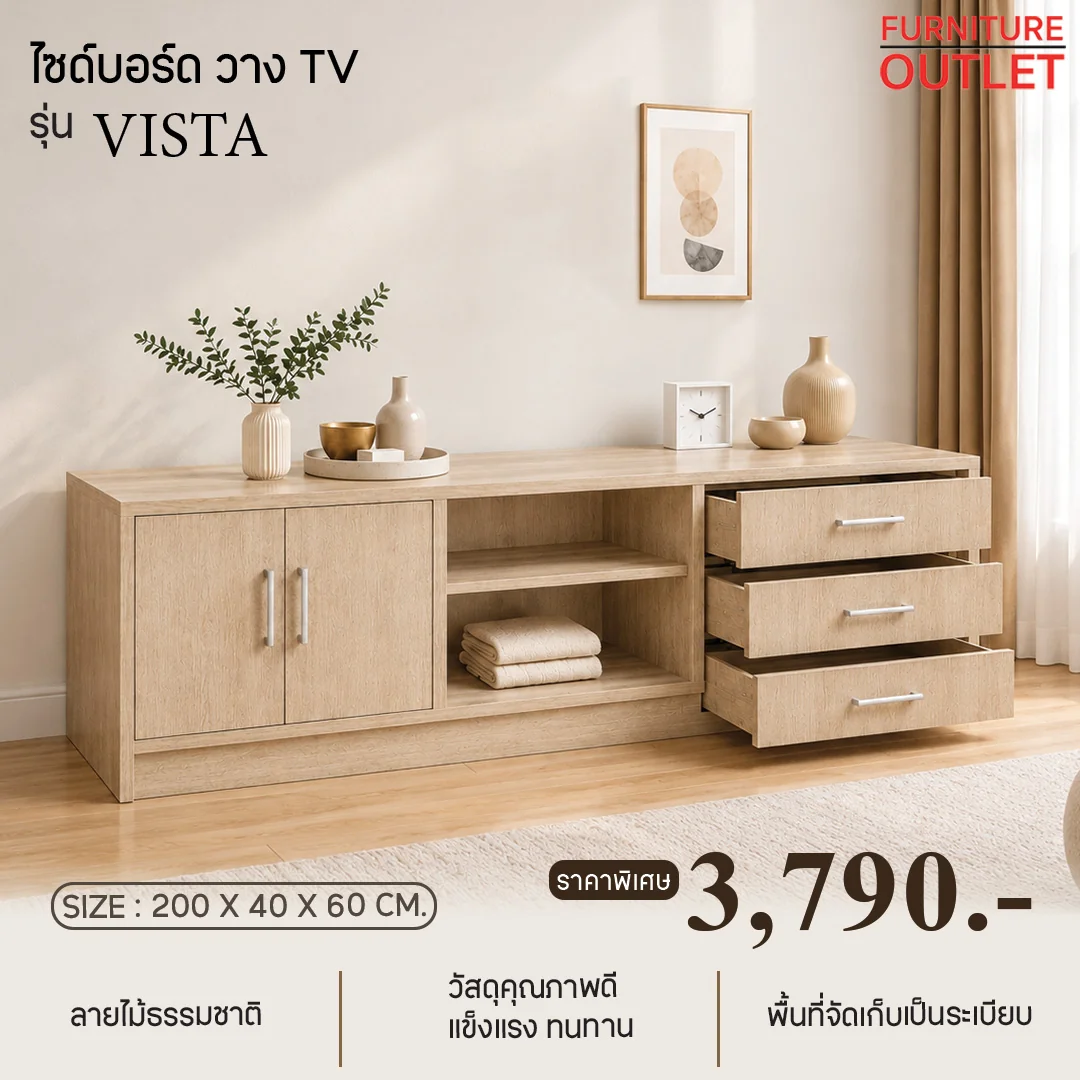 ไซด์บอร์ด วาง TV
รุ่น VISTA
FURNITURE
OUTLET
SIZE : 200 X 40 X 60 CM.
ราคาพิเศษ 3,790.-
ลายไม้ธรรมชาติ
วัสดุคุณภาพดี
แข็งแรง ทนทาน
พื้นที่จัดเก็บเป็นระเบียบ